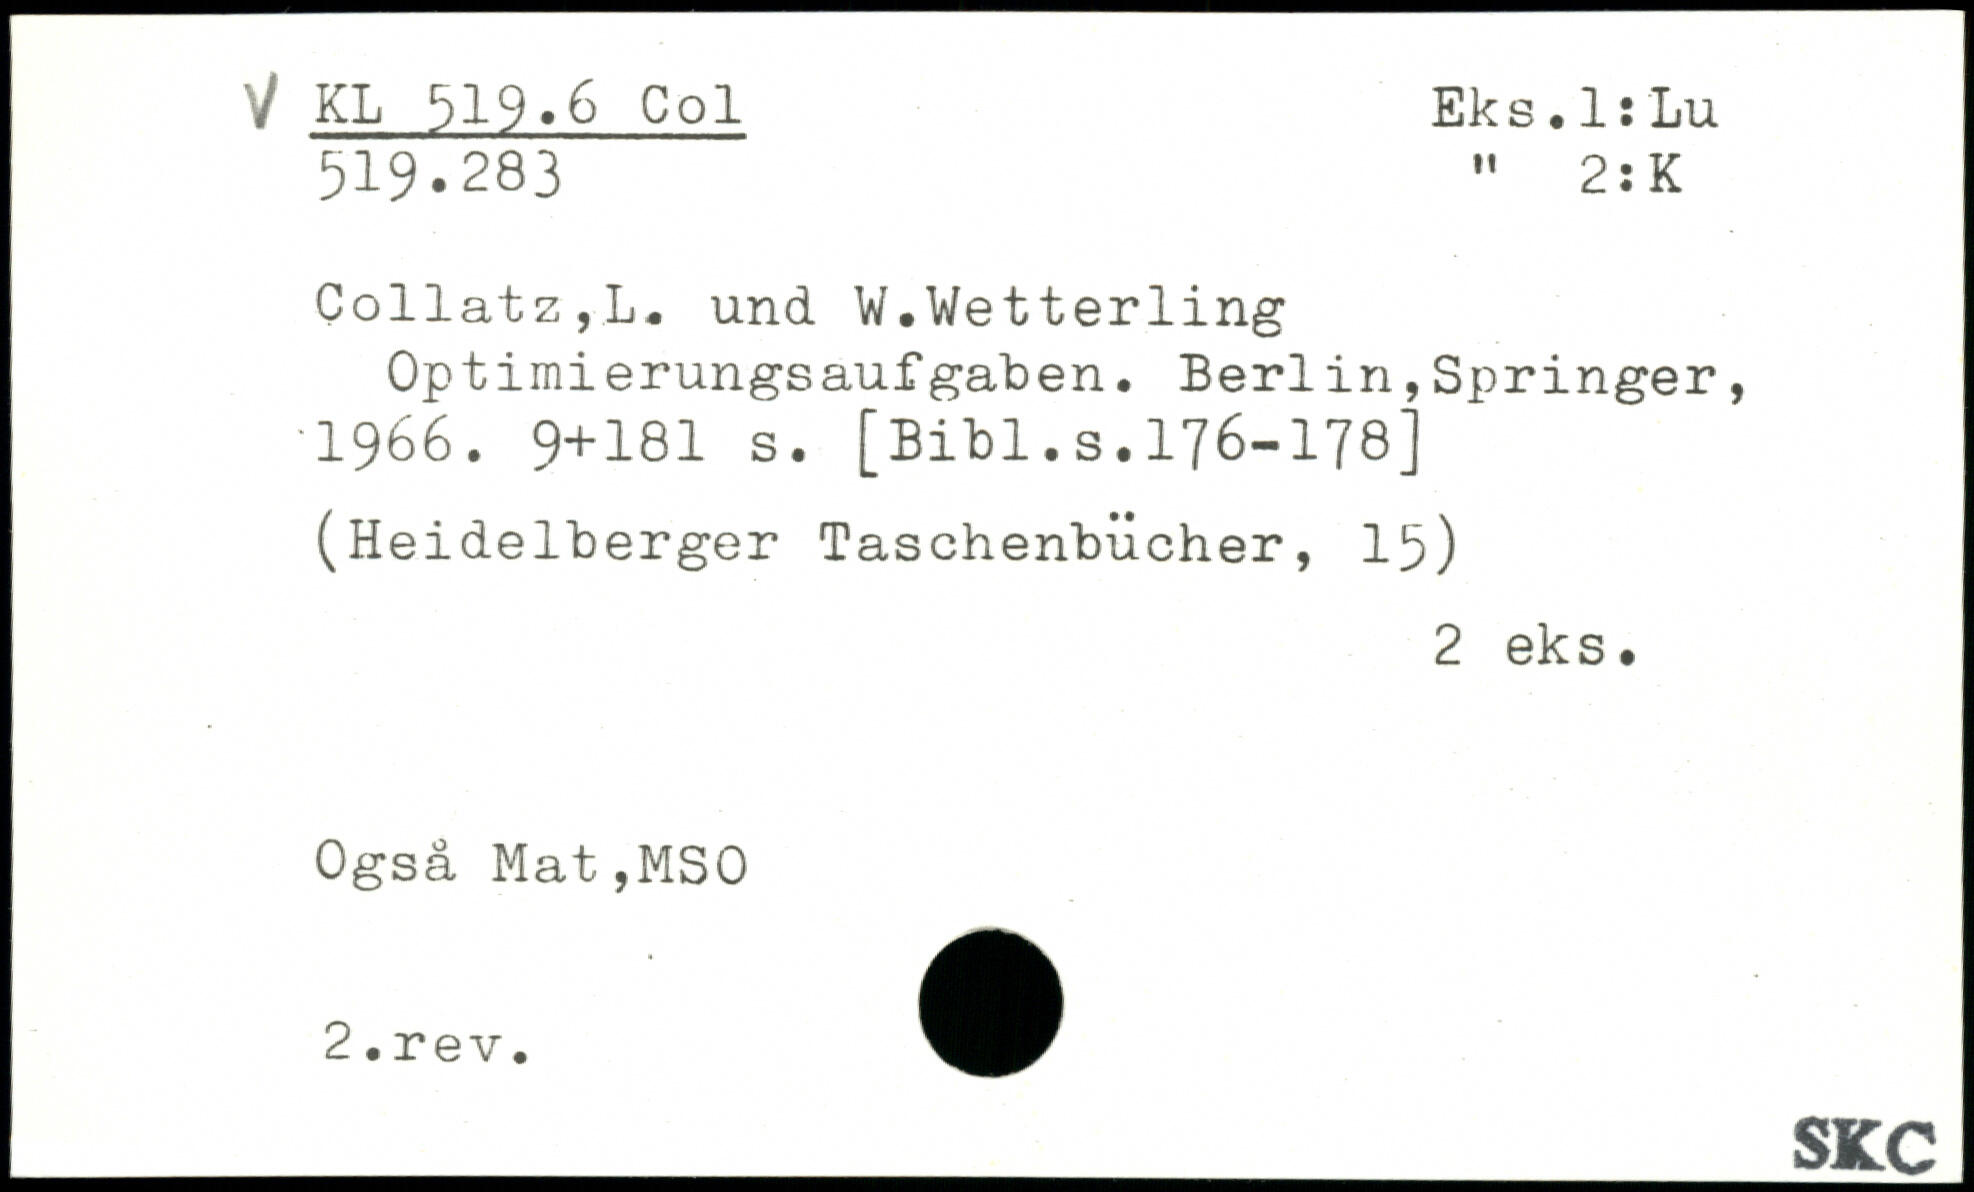 V KL 519.6 Col Eks.1:Lu
519.283 " 2:K
Collatz,L. und W.Wetterling
Optimierungsaufgaben. Berlin,Springer,
1966. 9+181 s. [Bibl.s.176-178]
(Heidelberger Taschenbücher, 15)
2 eks.
Også Mat,MSO
2.rev.
SKC